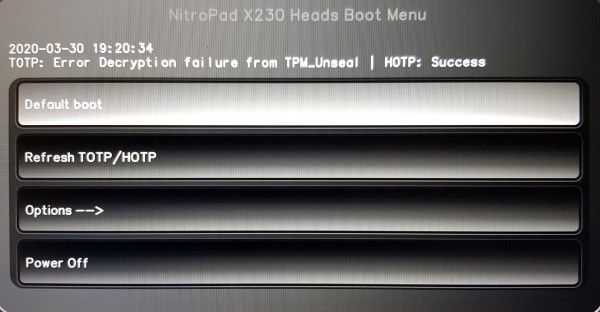 NitroPad X230 Heads Boot Menu
2020-03-30 19:20:34
TOTP: Error Decryption failure from TPM_Unseal | HOTP: Success
Default boot
Refresh TOTP/HOTP
Options -->
Power Off